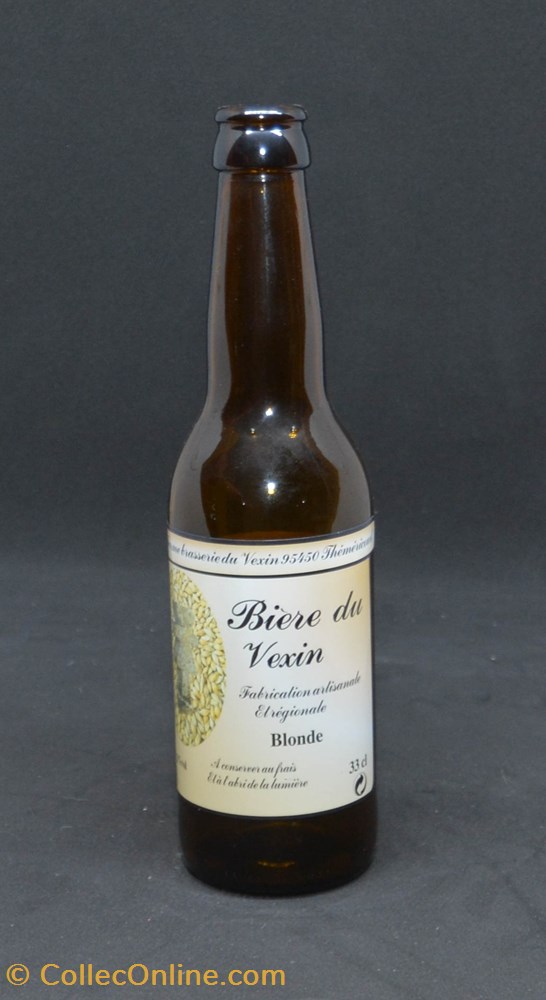 brasserie du Vexin 95450 Théméricourt
Bière du
Vexin
Fabrication artisanale
Et régionale
Blonde
A conserver au frais
Et à l'abri de la lumière
33 cl
© CollecOnline.com